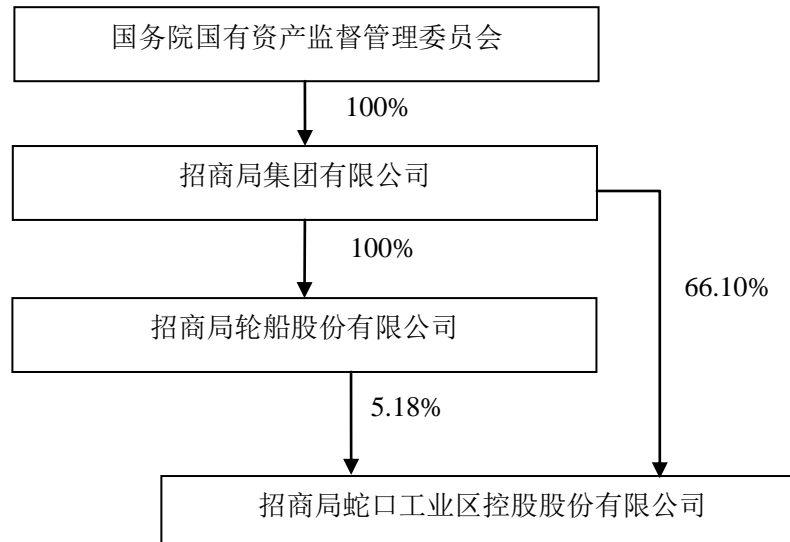 国务院国有资产监督管理委员会
100%
招商局集团有限公司
100%
66.10%
招商局轮船股份有限公司
5.18%
招商局蛇口工业区控股股份有限公司